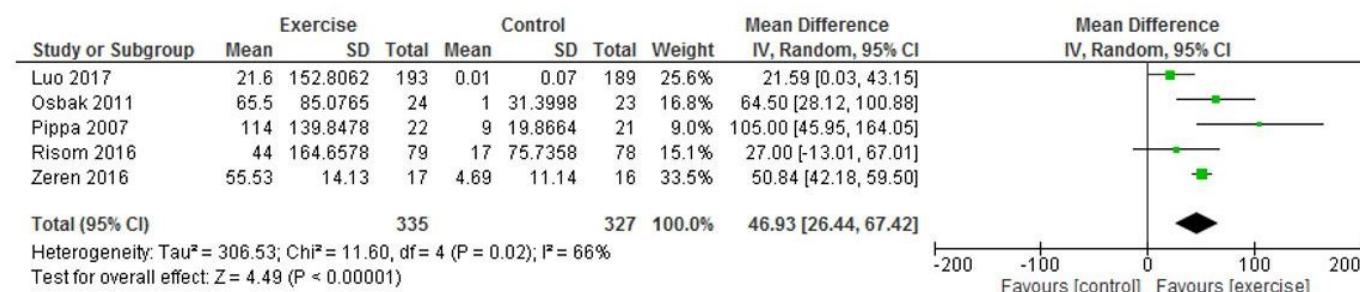 Exercise Control Mean Difference Mean Difference
Study or Subgroup Mean SD Total Mean SD Total Weight IV, Random, 95% CI IV, Random, 95% CI
Luo 2017 21.6 152.8062 193 0.01 0.07 189 25.6% 21.59 [0.03, 43.15]
Osbak 2011 65.5 85.0765 24 1 31.3998 23 16.8% 64.50 [28.12, 100.88]
Pippa 2007 114 139.8478 22 9 19.8664 21 9.0% 105.00 [45.95, 164.05]
Risom 2016 44 164.6578 79 17 75.7358 78 15.1% 27.00 [-13.01, 67.01]
Zeren 2016 55.53 14.13 17 4.69 11.14 16 33.5% 50.84 [42.18, 59.50]
Total (95% CI) 335 327 100.0% 46.93 [26.44, 67.42]
Heterogeneity: Tau² = 306.53; Chi² = 11.60, df = 4 (P = 0.02); I² = 66%
Test for overall effect: Z = 4.49 (P < 0.00001)
-200 -100 0 100 200
Favours [control] Favours [exercise]